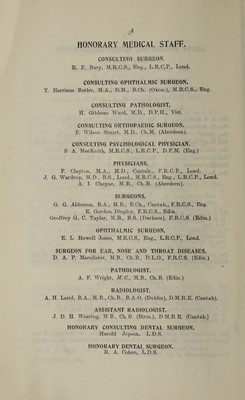 4
HONORARY MEDICAL STAFF.
CONSULTING SURGEON.
R. F. Bury, M.R.C.S., Eng., L.R.C.P., Lond.
CONSULTING OPHTHALMIC SURGEON.
T. Harrison Butler, M.A., D.M., B.Ch. (Oxon.), M.R.C.S., Eng.
CONSULTING PATHOLOGIST.
H. Gibbons Ward, M.D., D.P.H., Vict.
CONSULTING ORTHOPAEDIC SURGEON.
F. Wilson Stuart, M.D., Ch.M. (Aberdeen).
CONSULTING PSYCHOLOGICAL PHYSICIAN.
S. A. MacKeith, M.R.C.S., L.R.C.P., D.P.M. (Eng.)
PHYSICIANS.
F. Clayton, M.A., M.D., Cantab., F.R.C.P., Lond.
J. G. Wardrop, M.D., B.S., Lond., M.R.C.S., Eng., L.R.C.P., Lond.
A. I. Cheyne, M.B., Ch.B. (Aberdeen).
SURGEONS.
G. G. Alderson, B.A., M.B., B.Ch., Cantab., F.R.C.S., Eng.
E. Gordon Dingley, F.R.C.S., Edin.
Geoffrey G. C. Taylor, M.B., B.S. (Durham), F.R.C.S. (Edin.)
OPHTHALMIC SURGEON.
E. L. Howell Jones, M.R.C.S., Eng., L.R.C.P., Lond.
SURGEON FOR EAR, NOSE AND THROAT DISEASES.
D. A. P. Macalister, M.B., Ch.B., D.L.O., F.R.C.S. (Edin.)
PATHOLOGIST.
A. F. Wright, M.C., M.B., Ch.B. (Edin.)
RADIOLOGIST.
A. H. Laird, B.A., M.B., Ch.B., B.A.O. (Dublin), D.M.R.E. (Cantab).
ASSISTANT RADIOLOGIST.
J. D. H. Wearing, M.B., Ch.B. (Birm.), D.M.R.E. (Cantab.)
HONORARY CONSULTING DENTAL SURGEON.
Harold Jepson, L.D.S.
HONORARY DENTAL SURGEON.
R. A. Cohen, L.D.S.